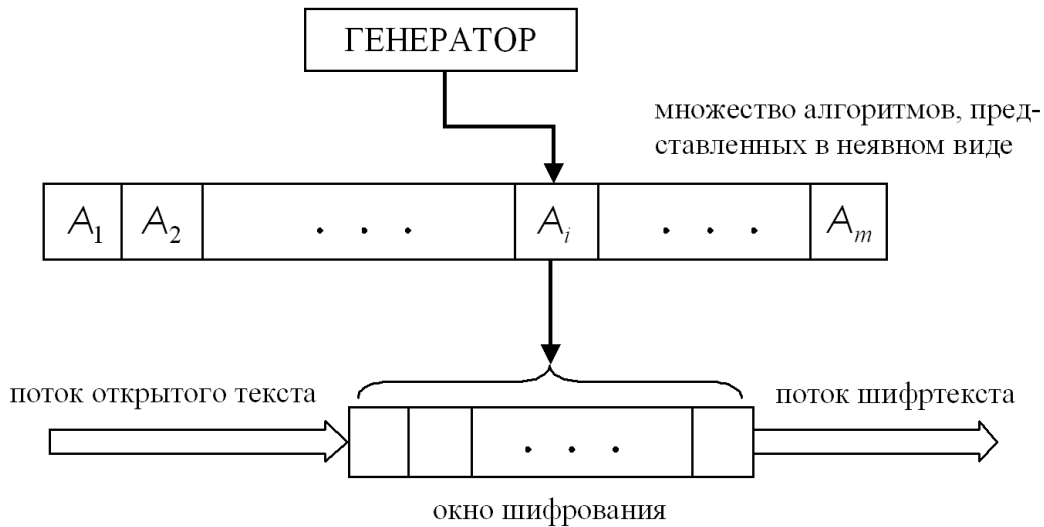 ГЕНЕРАТОР
множество алгоритмов, пред-
ставленных в неявном виде
A₁ A₂ . . . Aᵢ . . . Aₘ
поток открытого текста
поток шифртекста
. . .
окно шифрования